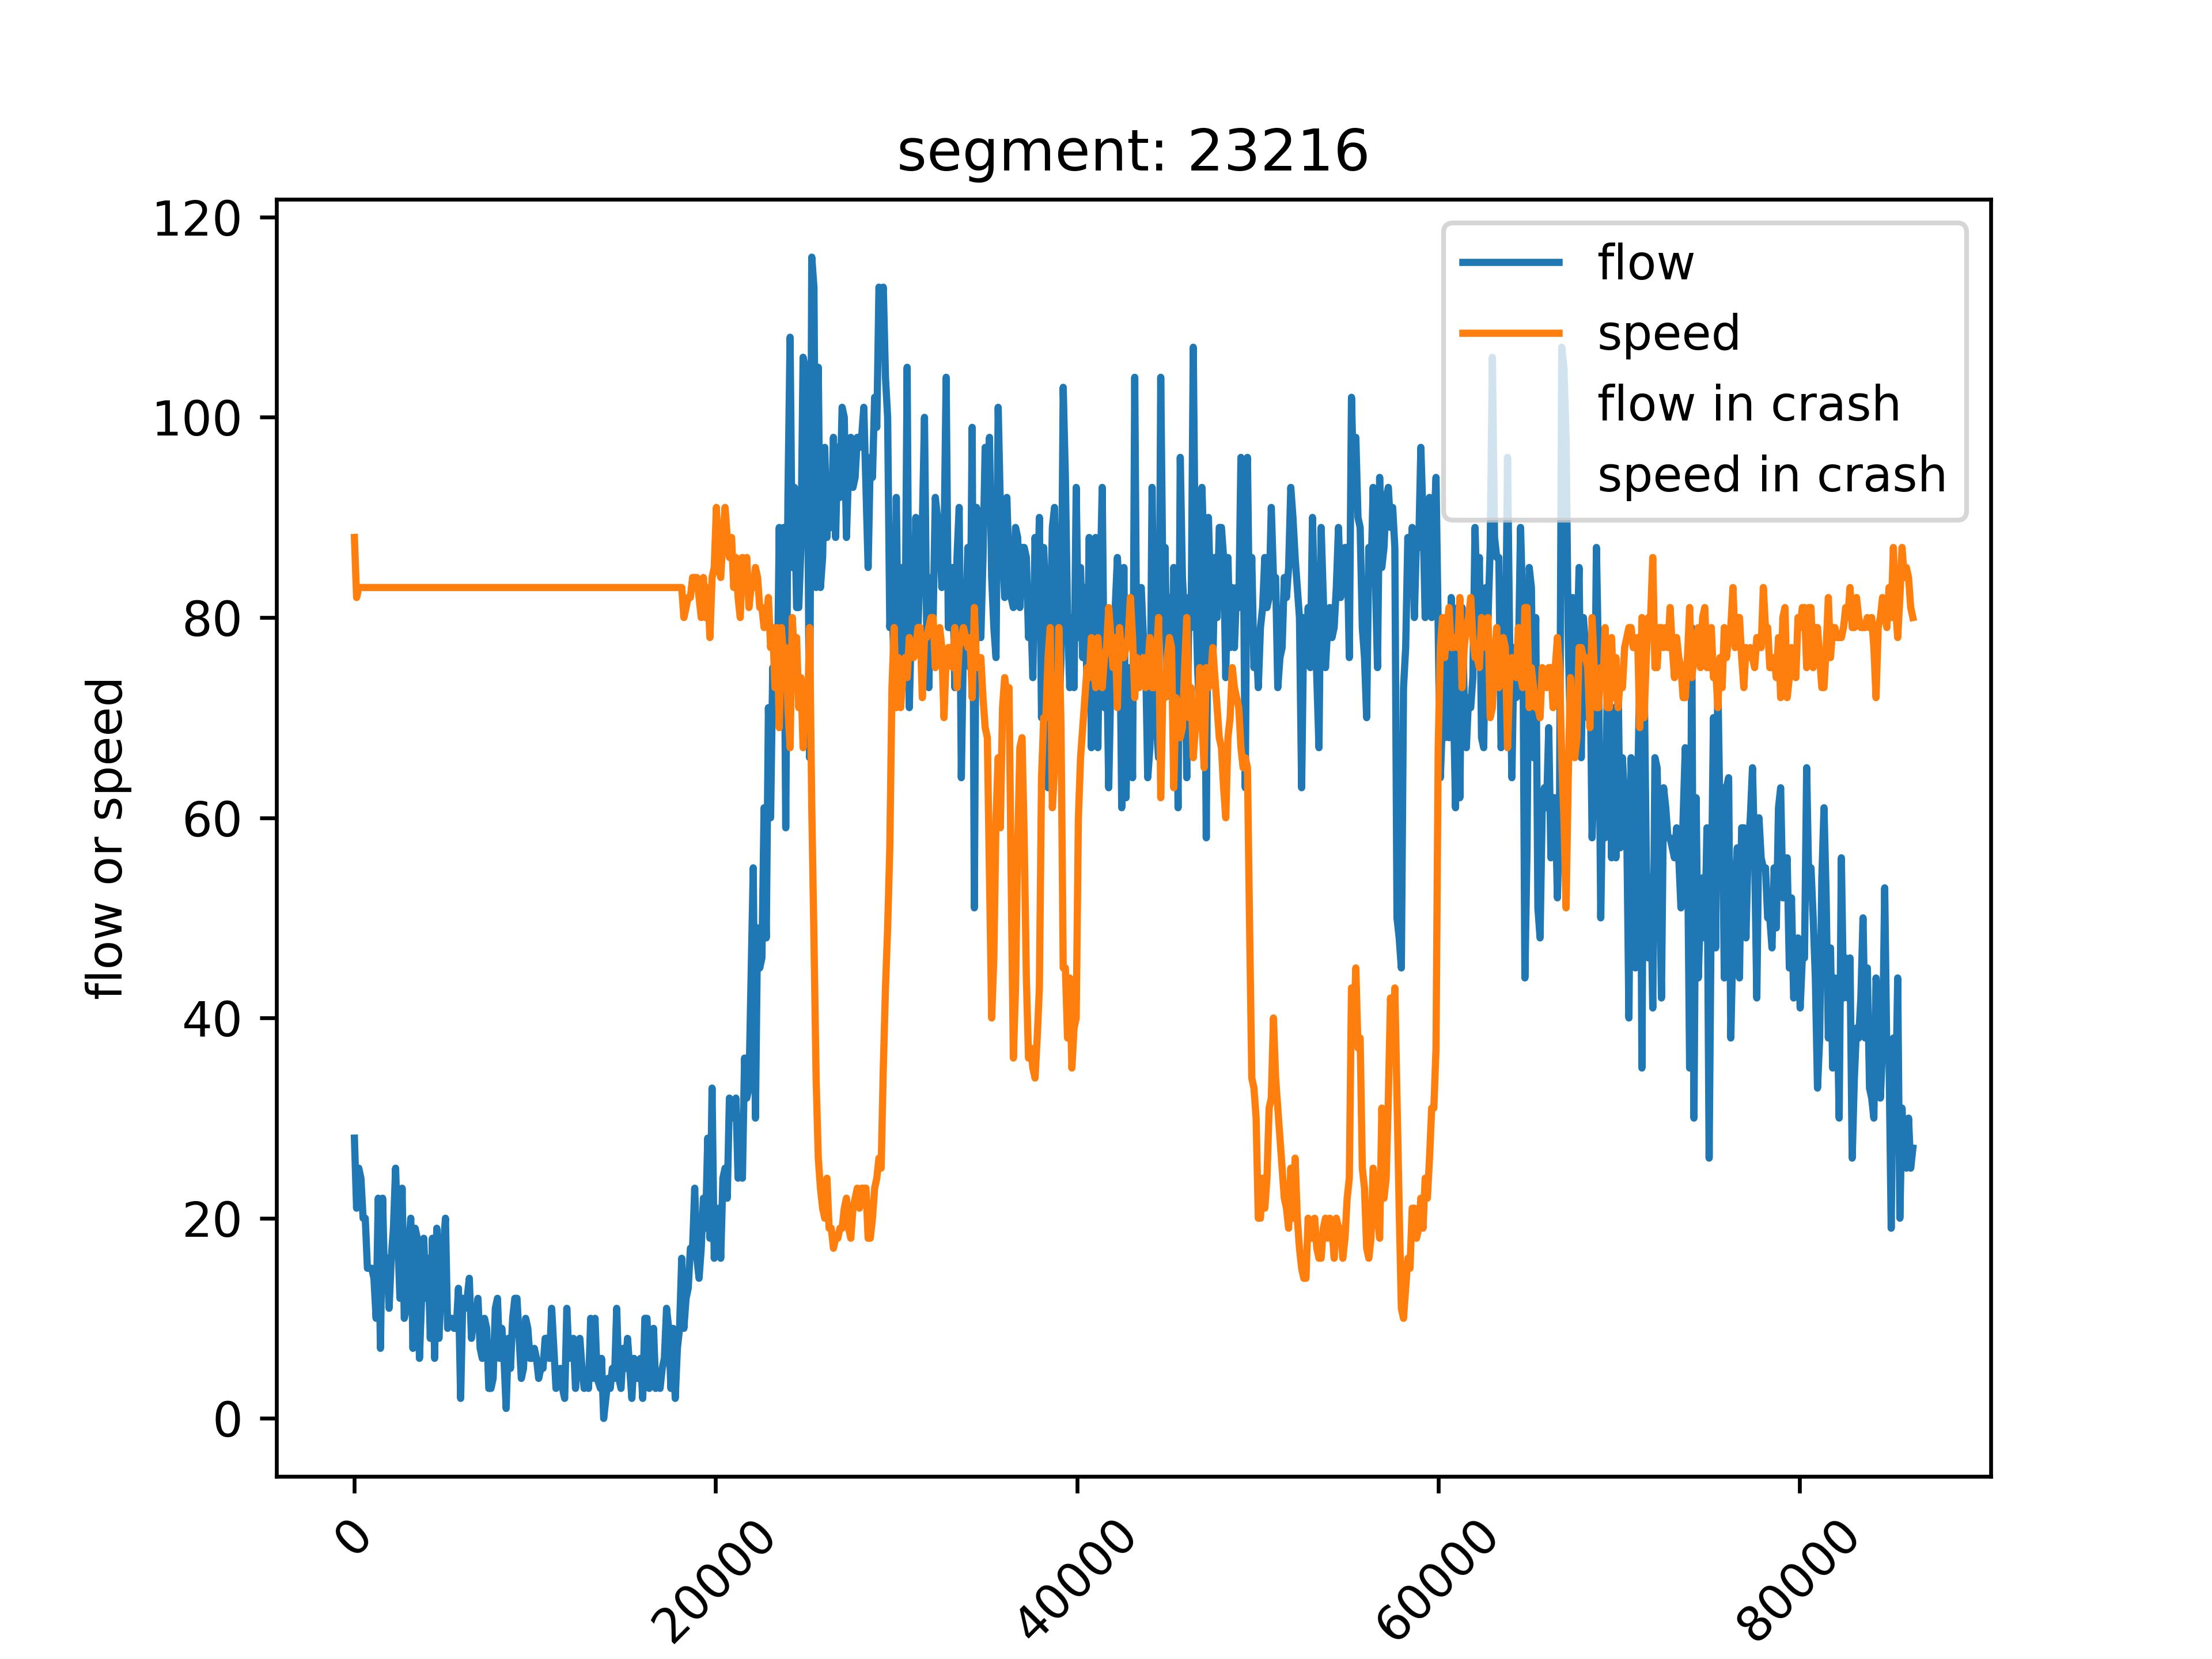 segment: 23216
120
100
80
60
40
20
0
flow or speed
flow
speed
flow in crash
speed in crash
0
20000
40000
60000
80000